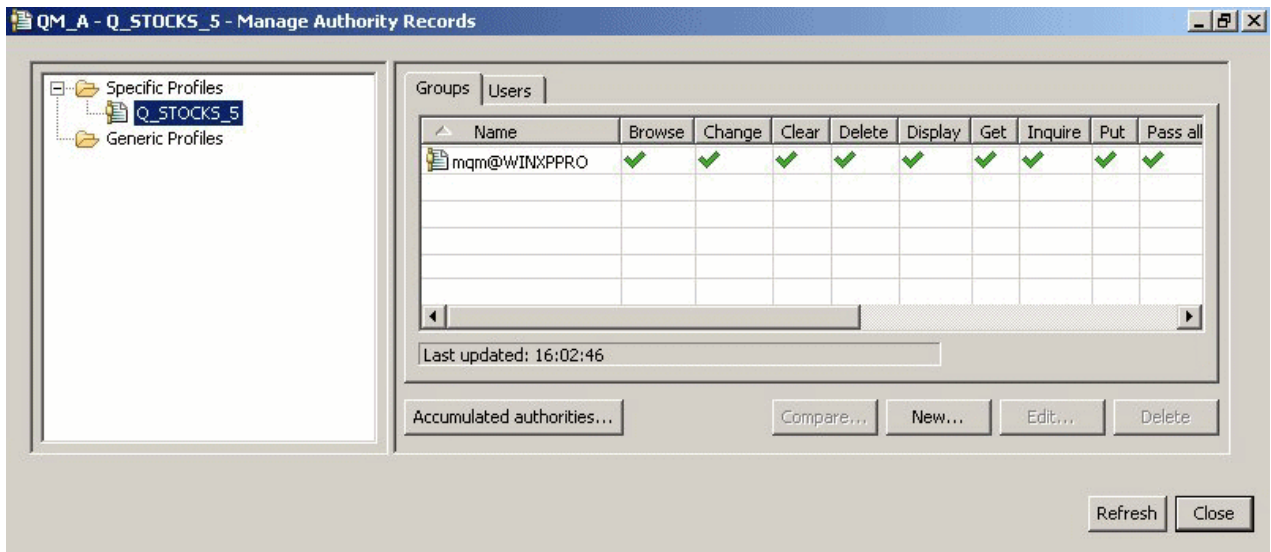 QM_A - Q_STOCKS_5 - Manage Authority Records
Specific Profiles
Q_STOCKS_5
Generic Profiles
Groups Users
Name Browse Change Clear Delete Display Get Inquire Put Pass all
mqm@WINXPPRO
Last updated: 16:02:46
Accumulated authorities... Compare... New... Edit... Delete
Refresh Close